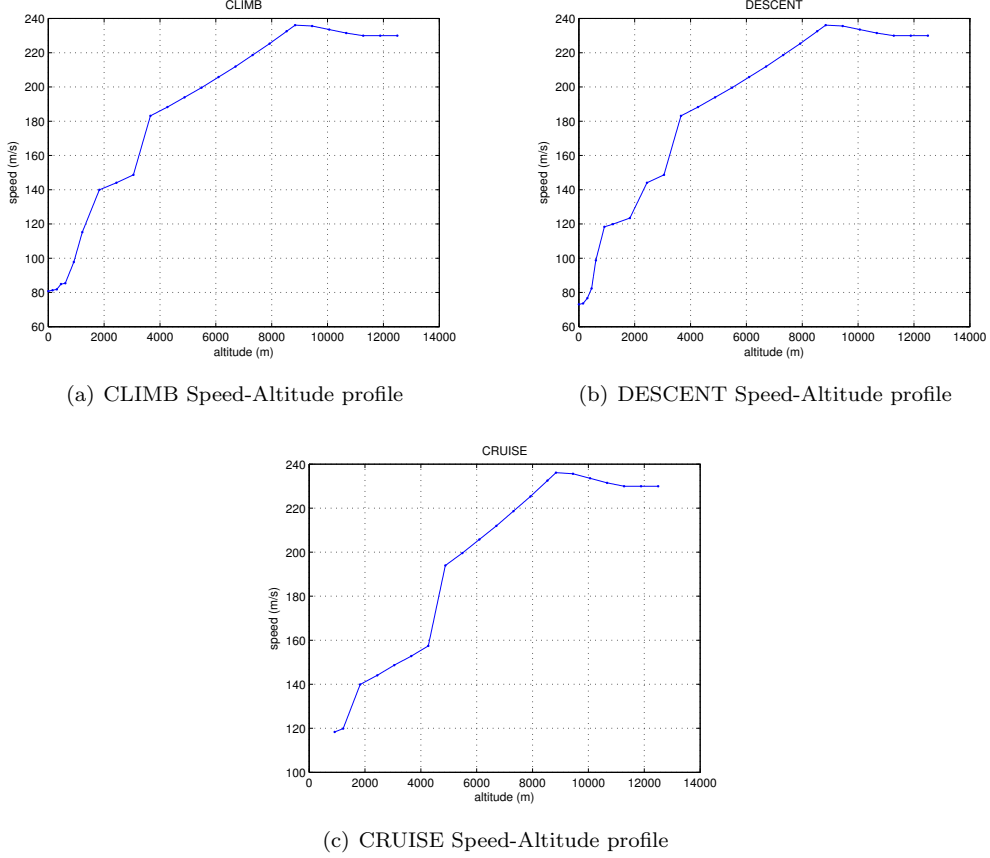 CLIMB
240
220
200
180
160
140
120
100
80
60
speed (m/s)
0 2000 4000 6000 8000 10000 12000 14000
altitude (m)
(a) CLIMB Speed-Altitude profile
DESCENT
240
220
200
180
160
140
120
100
80
60
speed (m/s)
0 2000 4000 6000 8000 10000 12000 14000
altitude (m)
(b) DESCENT Speed-Altitude profile
CRUISE
240
220
200
180
160
140
120
100
speed (m/s)
0 2000 4000 6000 8000 10000 12000 14000
altitude (m)
(c) CRUISE Speed-Altitude profile